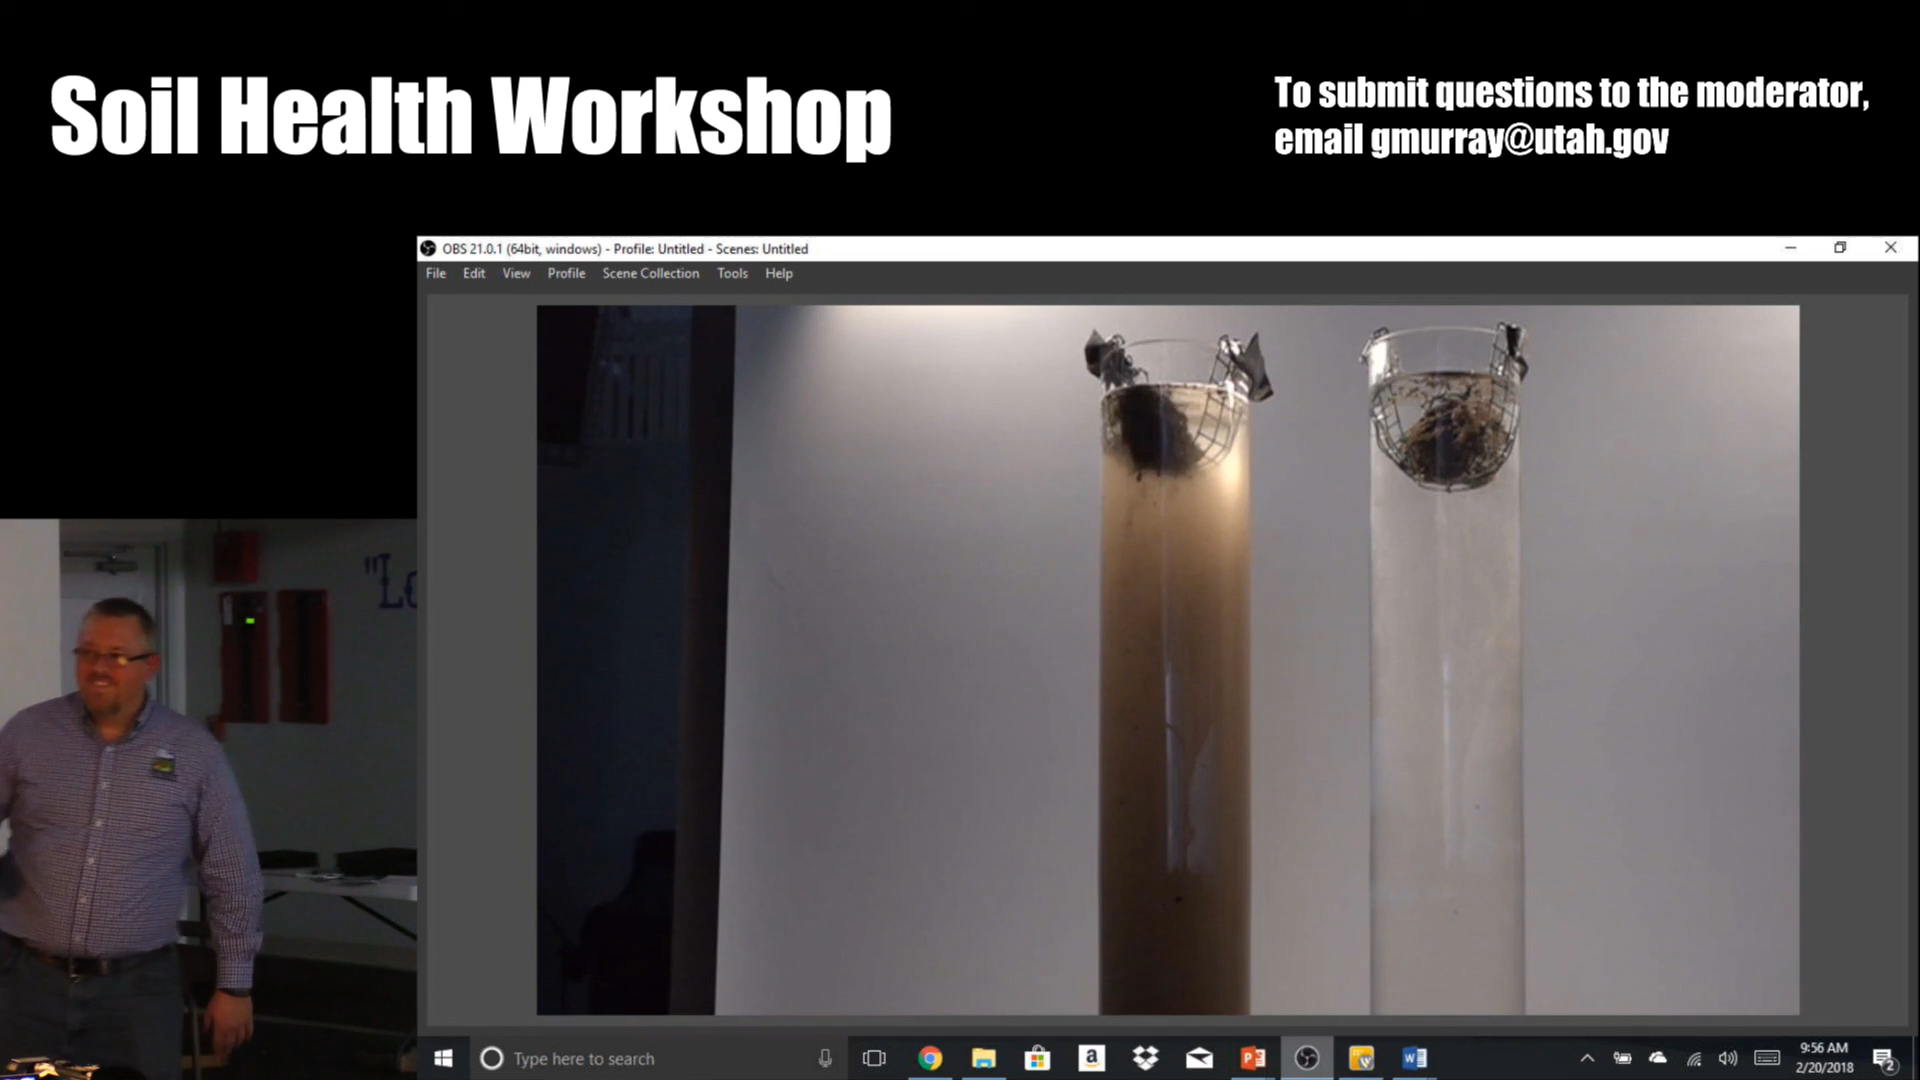 Soil Health Workshop
To submit questions to the moderator,
email gmurray@utah.gov
OBS 21.0.1 (64bit, windows) - Profile: Untitled - Scenes: Untitled
File Edit View Profile Scene Collection Tools Help
"Lo
Type here to search
9:56 AM
2/20/2018
2